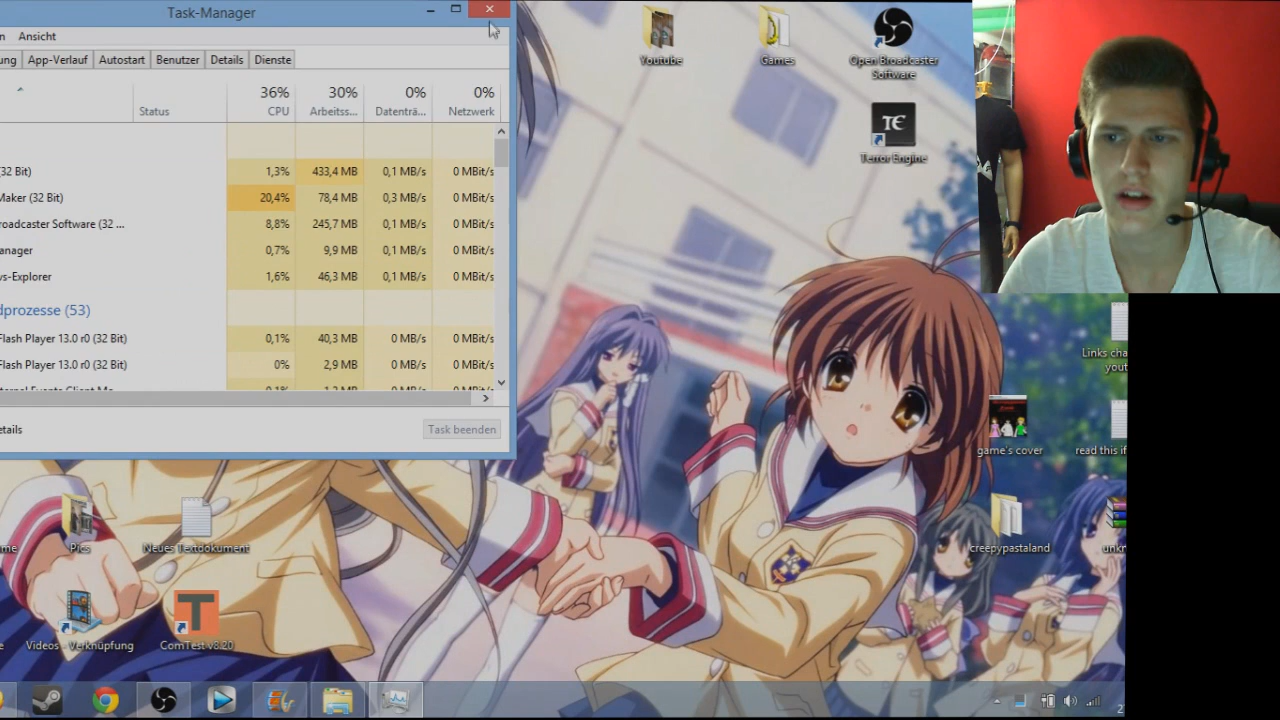 Task-Manager
Ansicht
App-Verlauf Autostart Benutzer Details Dienste
36% 30% 0% 0%
Status CPU Arbeitss... Datenträ... Netzwerk
(32 Bit) 1,3% 433,4 MB 0,1 MB/s 0 MBit/s
Maker (32 Bit) 20,4% 78,4 MB 0,3 MB/s 0 MBit/s
roadcaster Software (32 ... 8,8% 245,7 MB 0,1 MB/s 0 MBit/s
anager 0,7% 9,9 MB 0,1 MB/s 0 MBit/s
vs-Explorer 1,6% 46,3 MB 0,1 MB/s 0 MBit/s
dprozesse (53)
Flash Player 13.0 r0 (32 Bit) 0,1% 40,3 MB 0 MB/s 0 MBit/s
Flash Player 13.0 r0 (32 Bit) 0% 2,9 MB 0 MB/s 0 MBit/s
etails
Task beenden
Youtube
Games
Open Broadcaster
Software
TE
Terror Engine
Links cha
yout
game's cover
read this if
creepypastaland
unkn
Pics
Neues Textdokument
Videos - Verknüpfung
T
ComTest v8.20